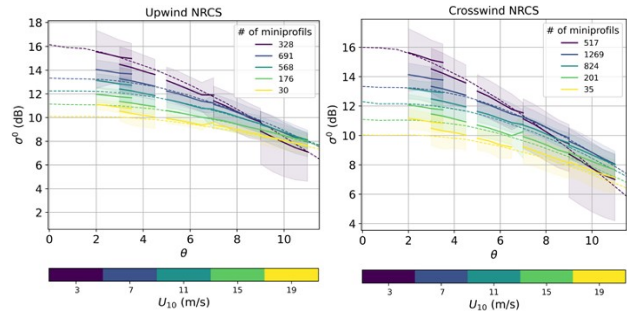 Upwind NRCS
18
16
14
12
10
8
6
4
2
σ⁰ (dB)
# of miniprofils
328
691
568
176
30
0 2 4 6 8 10
θ
3 7 11 15 19
U₁₀ (m/s)
Crosswind NRCS
16
14
12
10
8
6
4
σ⁰ (dB)
# of miniprofils
517
1269
824
201
35
0 2 4 6 8 10
θ
3 7 11 15 19
U₁₀ (m/s)